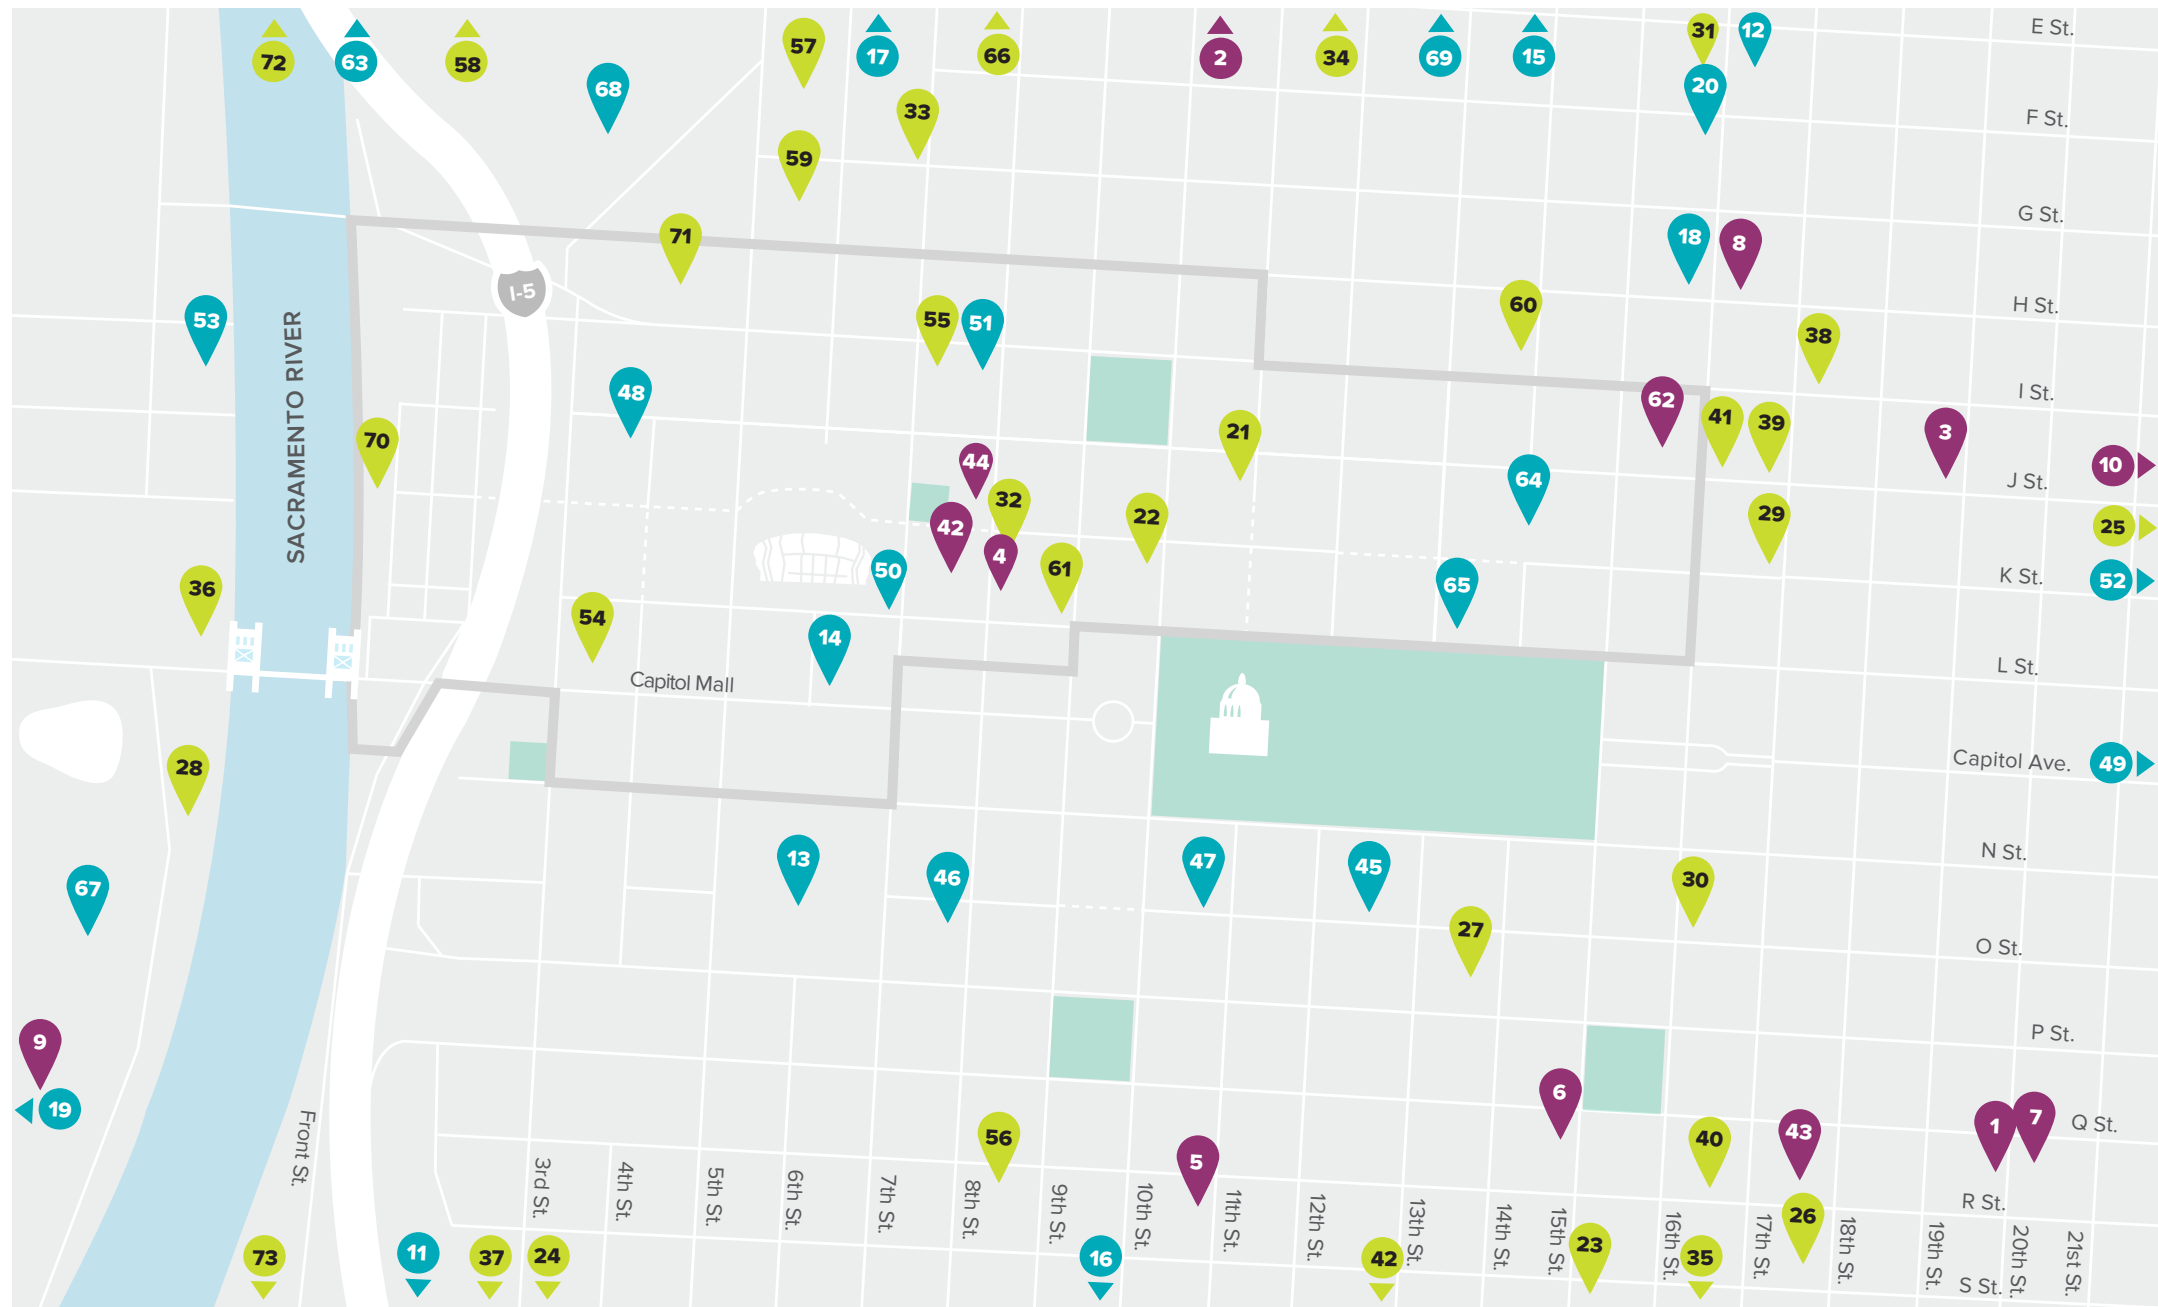 E St.
31
12
57
17
66
2
34
69
15
72
63
58
68
20
33
F St.
59
G St.
71
18
8
I-5
H St.
53
55
51
60
38
SACRAMENTO RIVER
48
I St.
62
41
39
70
21
3
44
10
64
J St.
32
22
29
42
25
4
61
50
K St.
52
36
65
54
14
L St.
Capitol Mall
28
Capitol Ave.
49
13
47
45
N St.
67
46
30
27
O St.
9
P St.
6
19
1
7
Q St.
56
40
43
5
Front St.
R St.
3rd St.
4th St.
5th St.
6th St.
7th St.
8th St.
9th St.
10th St.
11th St.
12th St.
13th St.
14th St.
15th St.
16th St.
17th St.
18th St.
19th St.
20th St.
21st St.
26
23
73
11
37
24
16
42
35
S St.